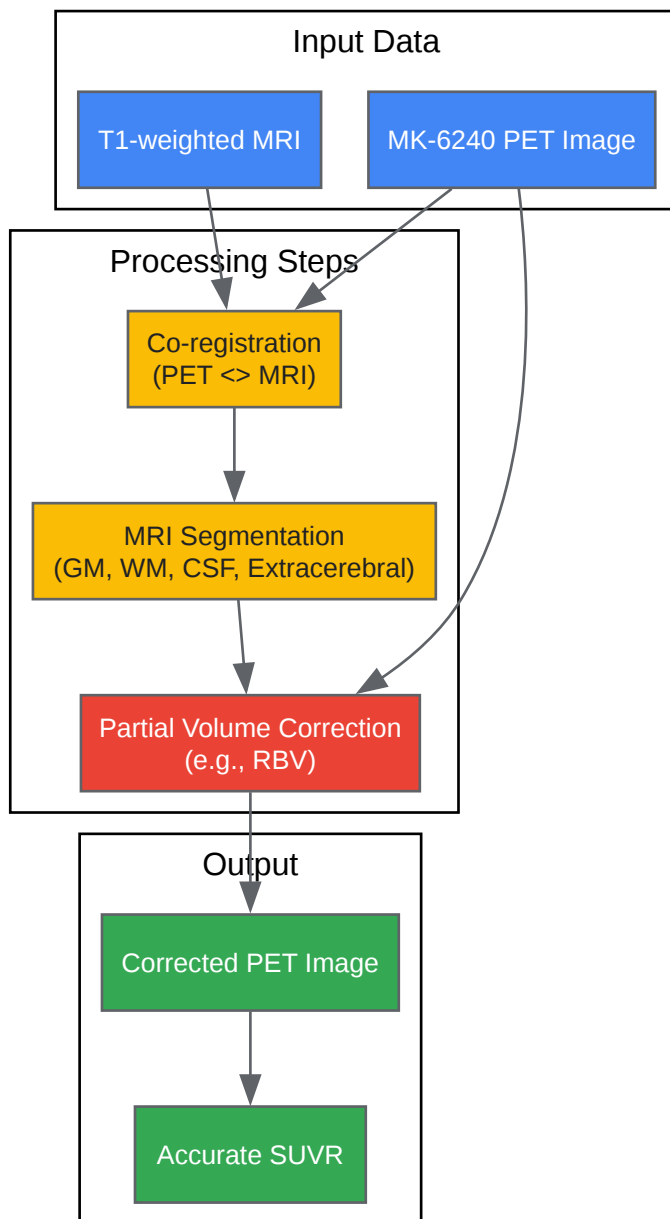 Input Data
T1-weighted MRI
MK-6240 PET Image
Processing Steps
Co-registration
(PET <> MRI)
MRI Segmentation
(GM, WM, CSF, Extracerebral)
Partial Volume Correction
(e.g., RBV)
Output
Corrected PET Image
Accurate SUVR